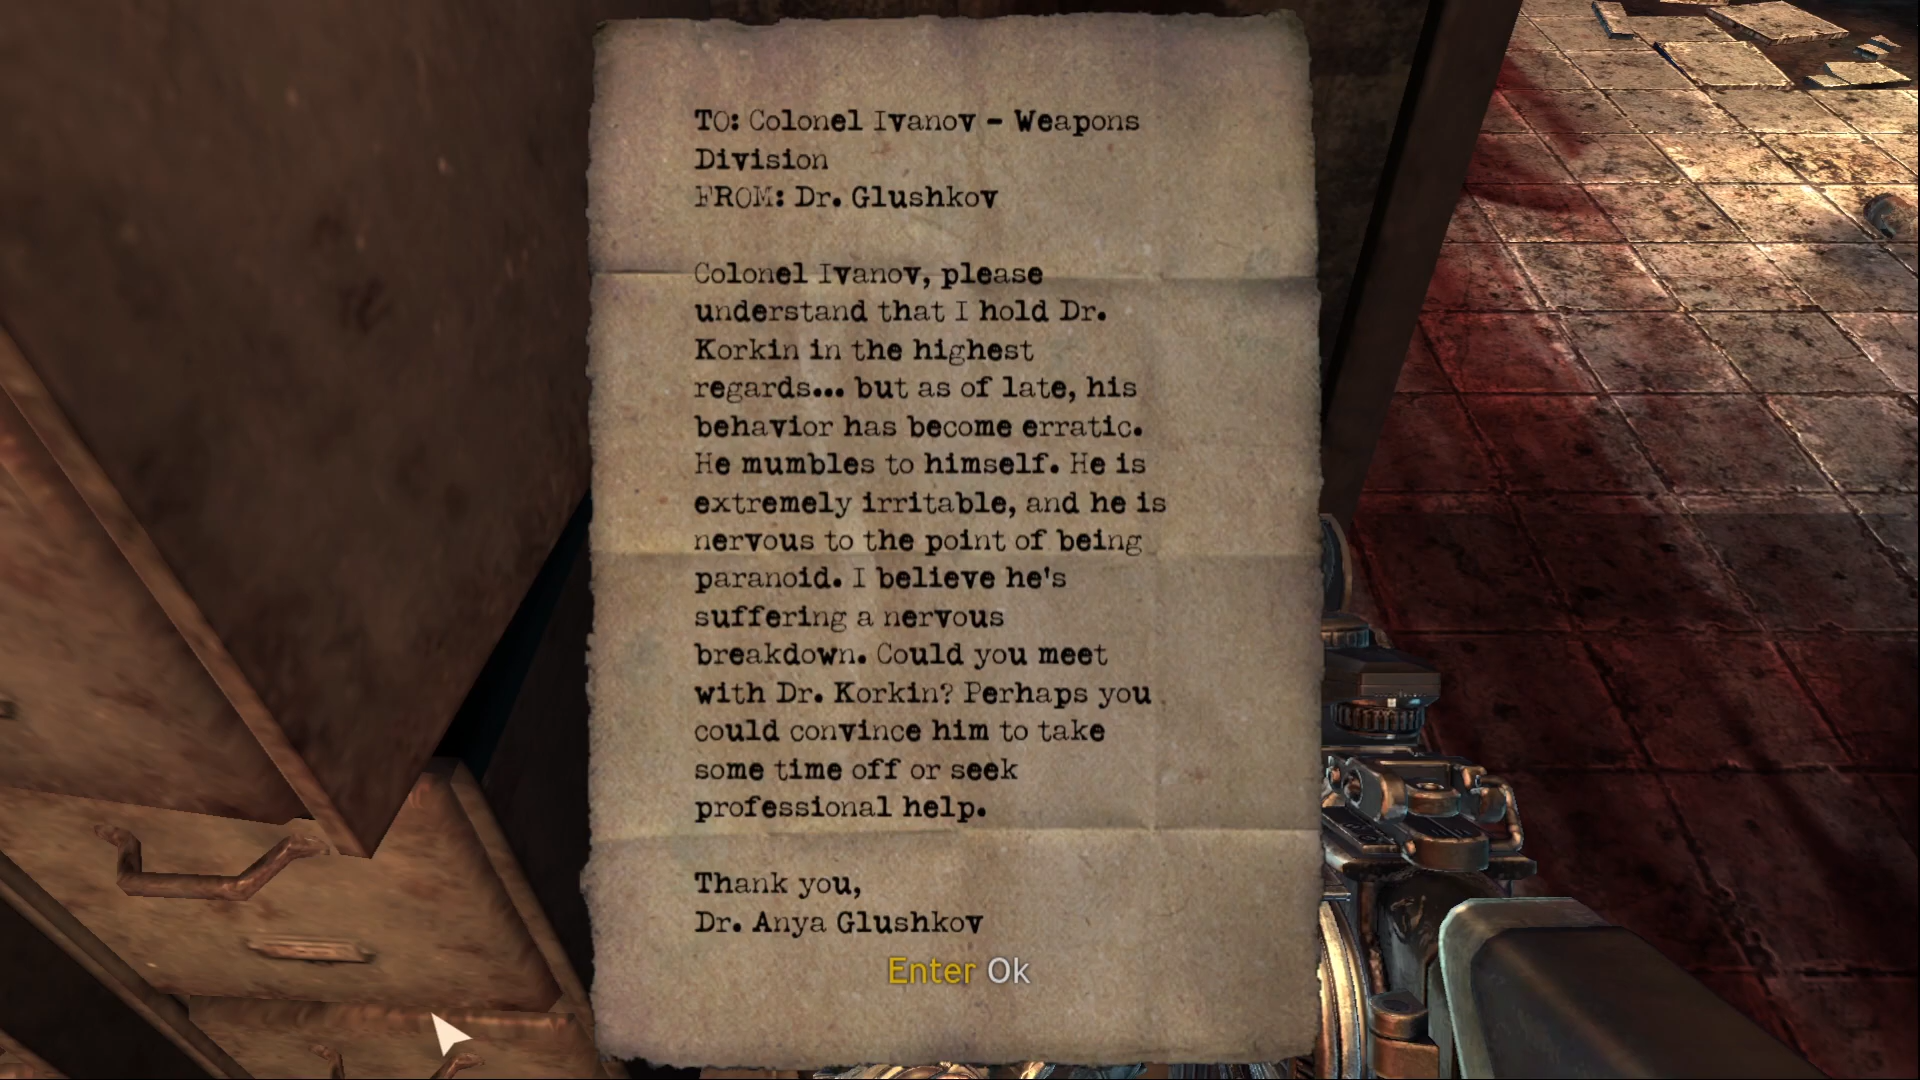 TO: Colonel Ivanov - Weapons
Division
FROM: Dr. Glushkov
Colonel Ivanov, please
understand that I hold Dr.
Korkin in the highest
regards... but as of late, his
behavior has become erratic.
He mumbles to himself. He is
extremely irritable, and he is
nervous to the point of being
paranoid. I believe he's
suffering a nervous
breakdown. Could you meet
with Dr. Korkin? Perhaps you
could convince him to take
some time off or seek
professional help.
Thank you,
Dr. Anya Glushkov
Enter Ok